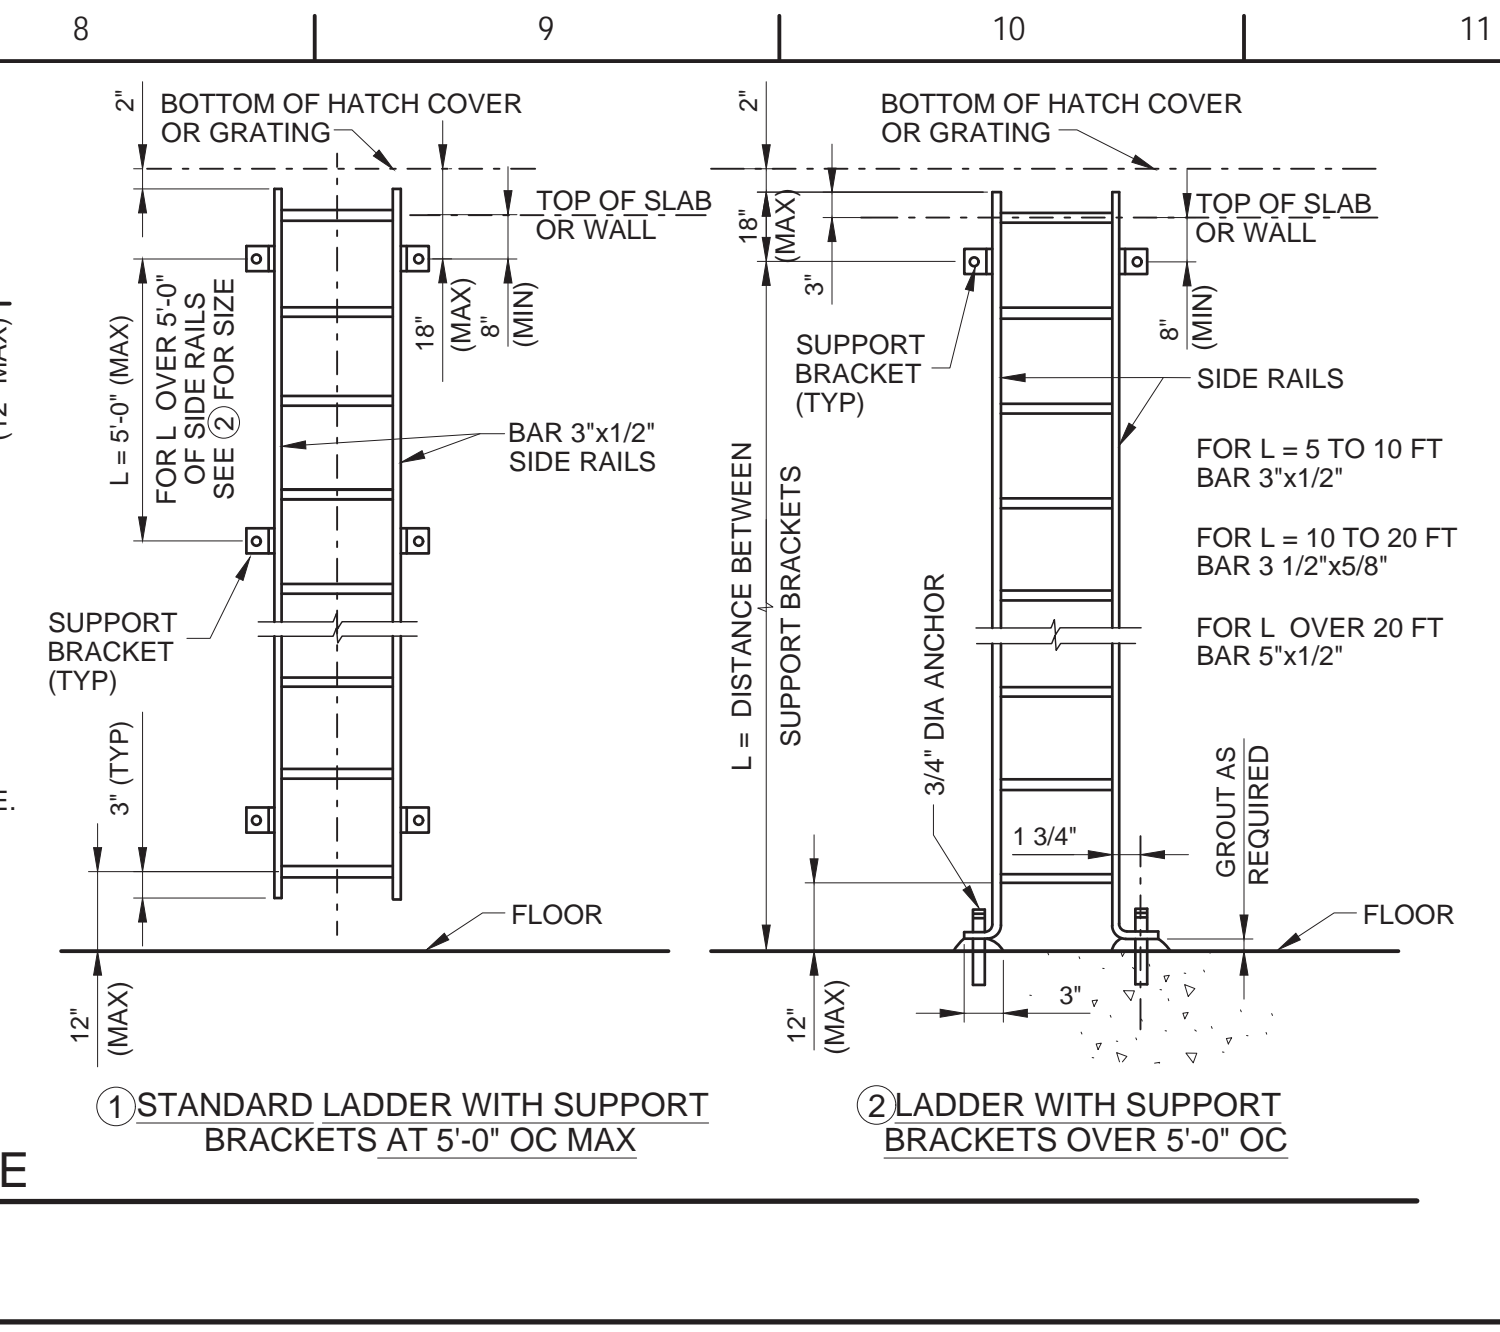 8
9
10
11
2"
BOTTOM OF HATCH COVER
OR GRATING
TOP OF SLAB
OR WALL
18"
(MAX)
8"
(MIN)
L = 5'-0" (MAX)
FOR L OVER 5'-0"
OF SIDE RAILS
SEE 2 FOR SIZE
BAR 3"x1/2"
SIDE RAILS
SUPPORT
BRACKET
(TYP)
3" (TYP)
FLOOR
12"
(MAX)
1 STANDARD LADDER WITH SUPPORT
BRACKETS AT 5'-0" OC MAX
2"
BOTTOM OF HATCH COVER
OR GRATING
18"
(MAX)
3"
TOP OF SLAB
OR WALL
8"
(MIN)
SUPPORT
BRACKET
(TYP)
SIDE RAILS
FOR L = 5 TO 10 FT
BAR 3"x1/2"
FOR L = 10 TO 20 FT
BAR 3 1/2"x5/8"
FOR L OVER 20 FT
BAR 5"x1/2"
L = DISTANCE BETWEEN
SUPPORT BRACKETS
3/4" DIA ANCHOR
1 3/4"
GROUT AS
REQUIRED
FLOOR
3"
12"
(MAX)
2 LADDER WITH SUPPORT
BRACKETS OVER 5'-0" OC
E.
E